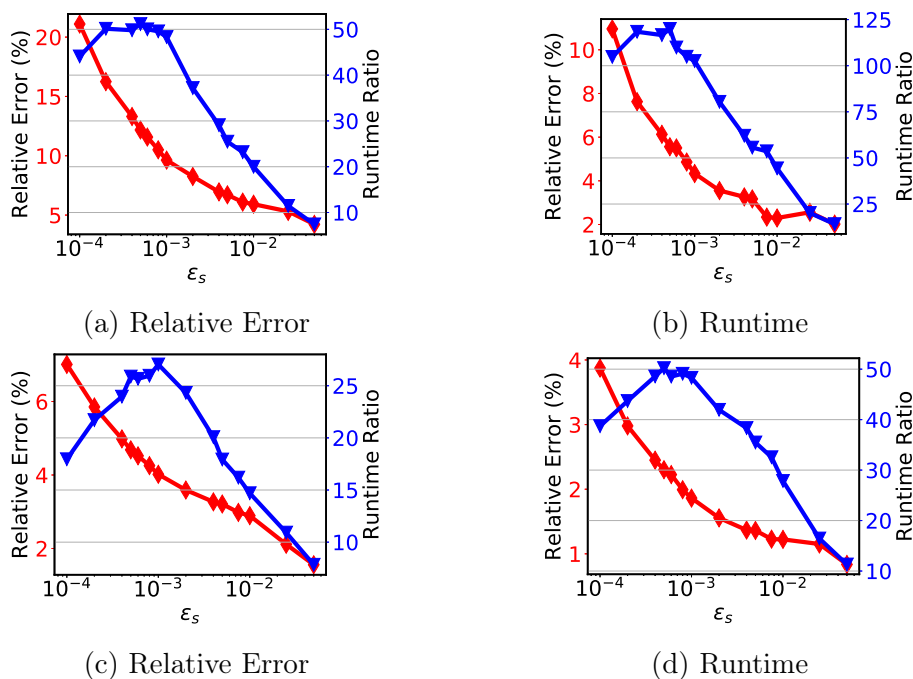 Relative Error (%)
20
15
10
5
50
40
30
20
10
Runtime Ratio
10⁻⁴
10⁻³
10⁻²
εₛ
(a) Relative Error
Relative Error (%)
10
8
6
4
2
125
100
75
50
25
Runtime Ratio
10⁻⁴
10⁻³
10⁻²
εₛ
(b) Runtime
Relative Error (%)
6
4
2
25
20
15
10
Runtime Ratio
10⁻⁴
10⁻³
10⁻²
εₛ
(c) Relative Error
Relative Error (%)
4
3
2
1
50
40
30
20
10
Runtime Ratio
10⁻⁴
10⁻³
10⁻²
εₛ
(d) Runtime